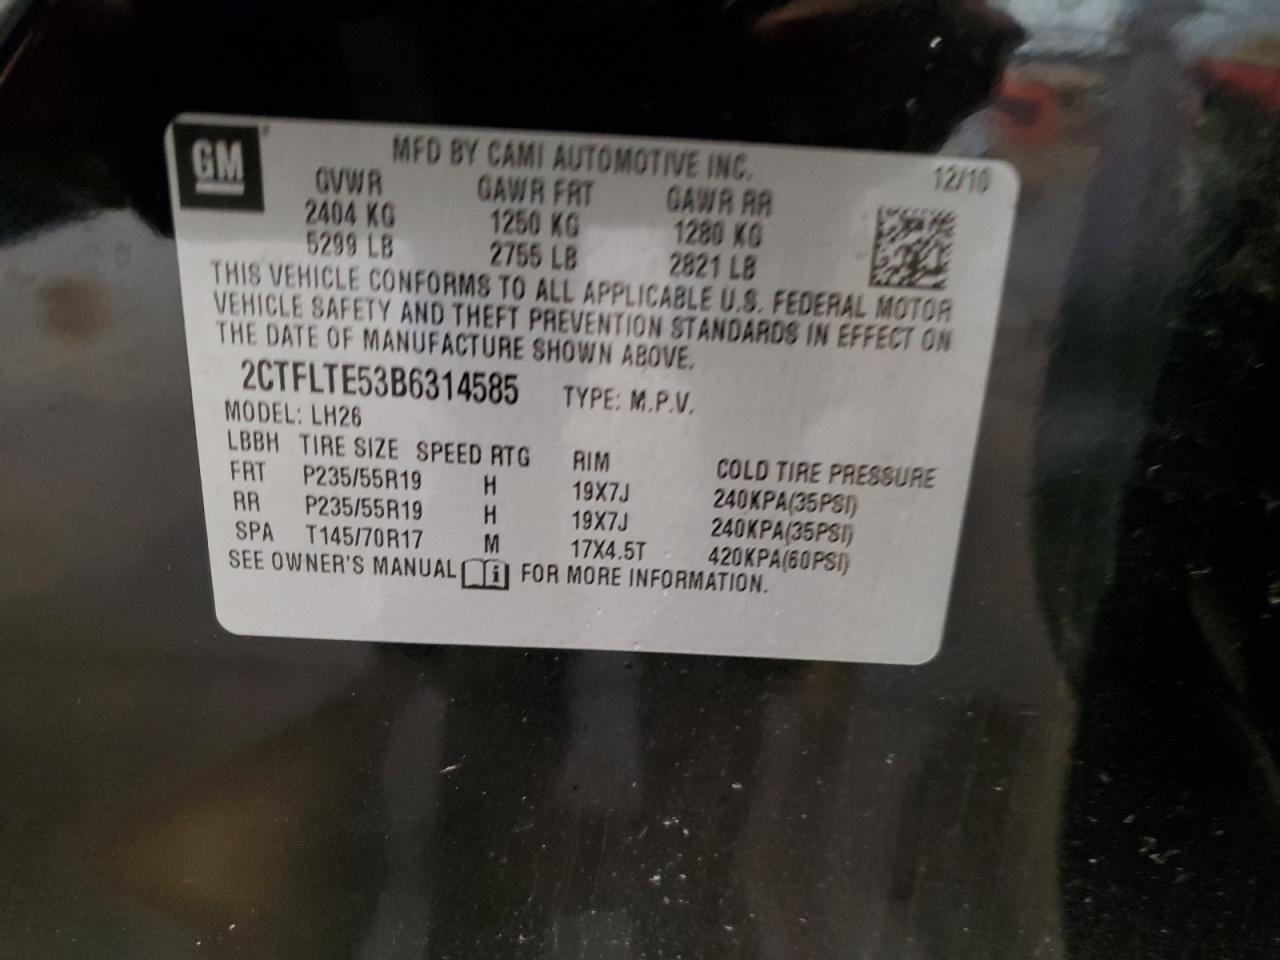 GM
MFD BY CAMI AUTOMOTIVE INC. 12/10
GVWR GAWR FRT GAWR RR
2404 KG 1250 KG 1280 KG
5299 LB 2755 LB 2821 LB
THIS VEHICLE CONFORMS TO ALL APPLICABLE U.S. FEDERAL MOTOR
VEHICLE SAFETY AND THEFT PREVENTION STANDARDS IN EFFECT ON
THE DATE OF MANUFACTURE SHOWN ABOVE.
2CTFLTE53B6314585 TYPE: M.P.V.
MODEL: LH26
LBBH TIRE SIZE SPEED RTG RIM COLD TIRE PRESSURE
FRT P235/55R19 H 19X7J 240KPA(35PSI)
RR P235/55R19 H 19X7J 240KPA(35PSI)
SPA T145/70R17 M 17X4.5T 420KPA(60PSI)
SEE OWNER'S MANUAL i FOR MORE INFORMATION.